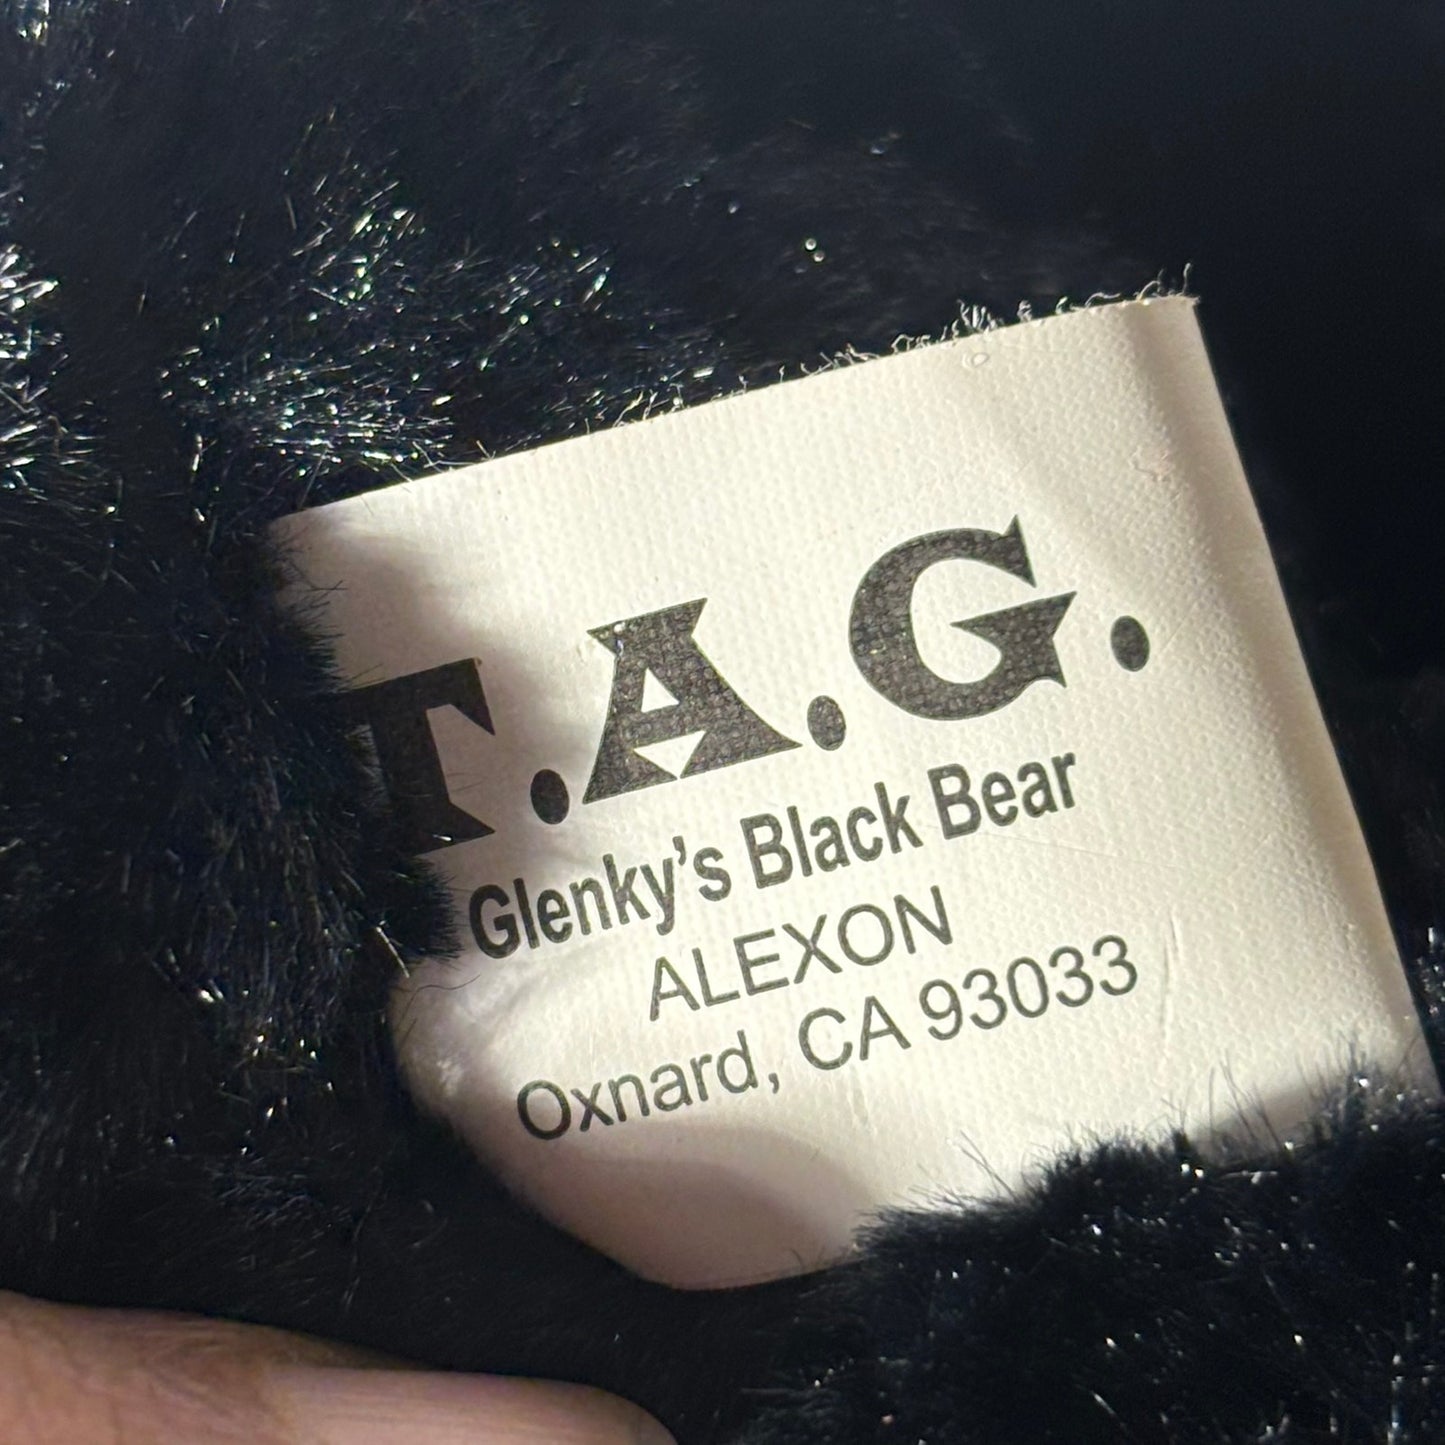 T.A.G.
Glenky’s Black Bear
ALEXON
Oxnard, CA 93033